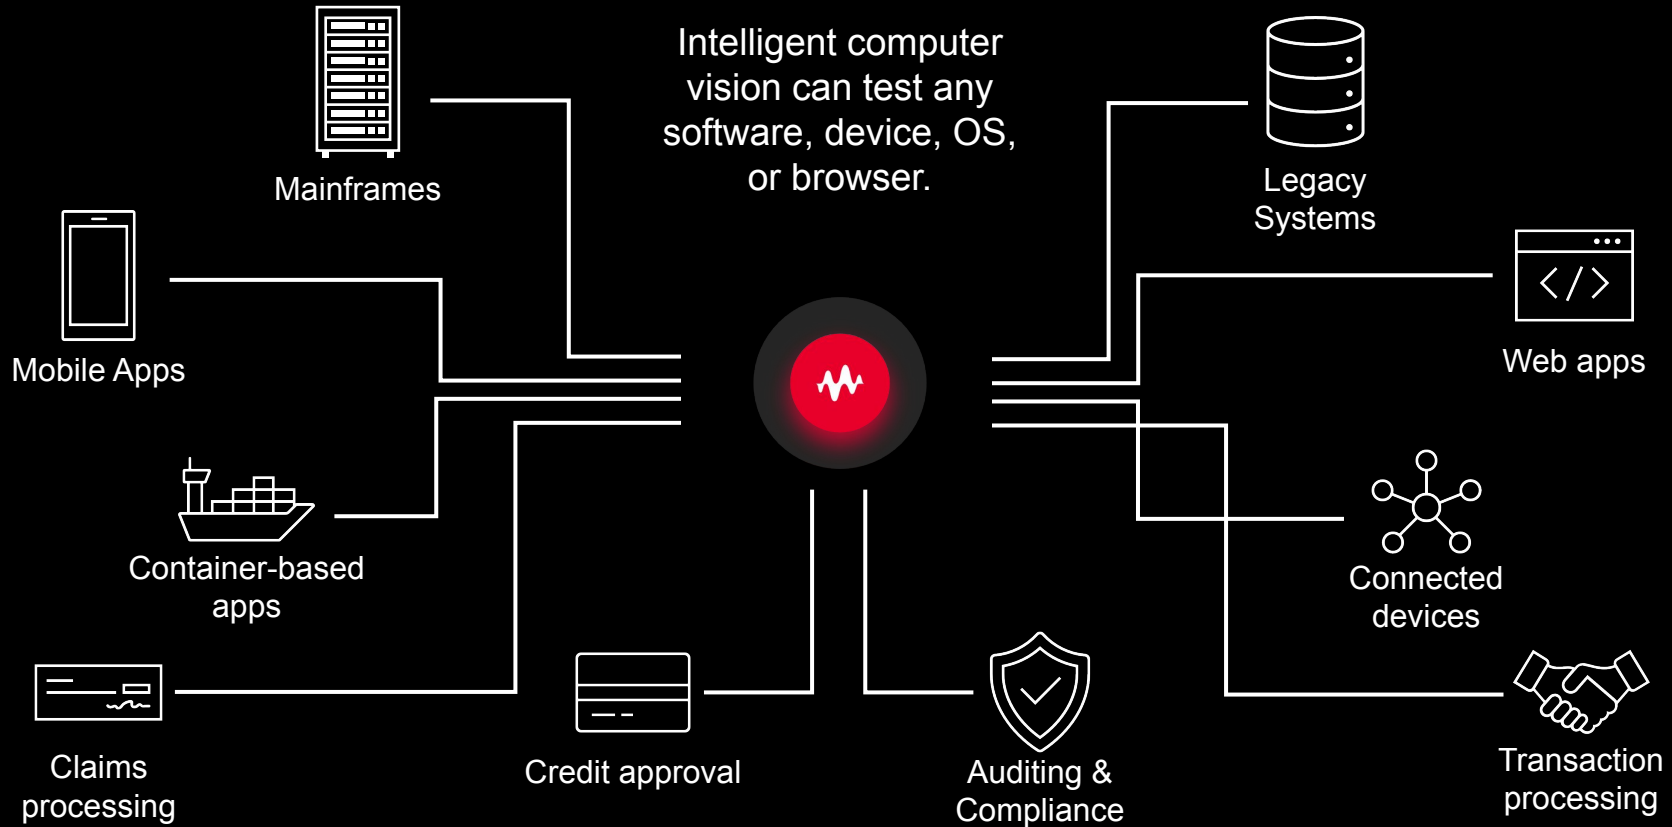 Intelligent computer
vision can test any
software, device, OS,
or browser.
Mainframes
Legacy
Systems
Mobile Apps
Web apps
Container-based
apps
Connected
devices
Claims
processing
Credit approval
Auditing &
Compliance
Transaction
processing